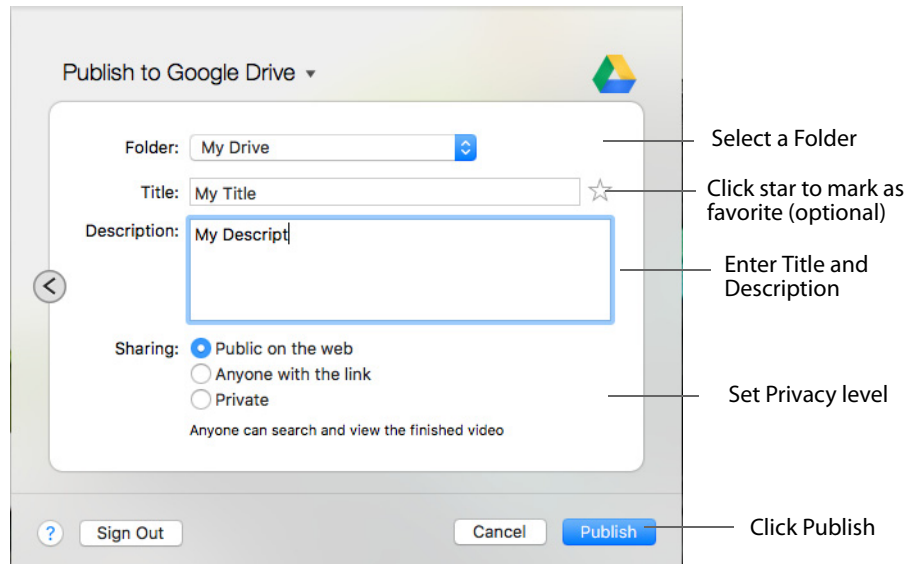 Publish to Google Drive
Folder: My Drive
Select a Folder
Title: My Title
Click star to mark as
favorite (optional)
Description: My Descript
Enter Title and
Description
<
Sharing: Public on the web
Anyone with the link
Private
Set Privacy level
Anyone can search and view the finished video
? Sign Out Cancel Publish
Click Publish